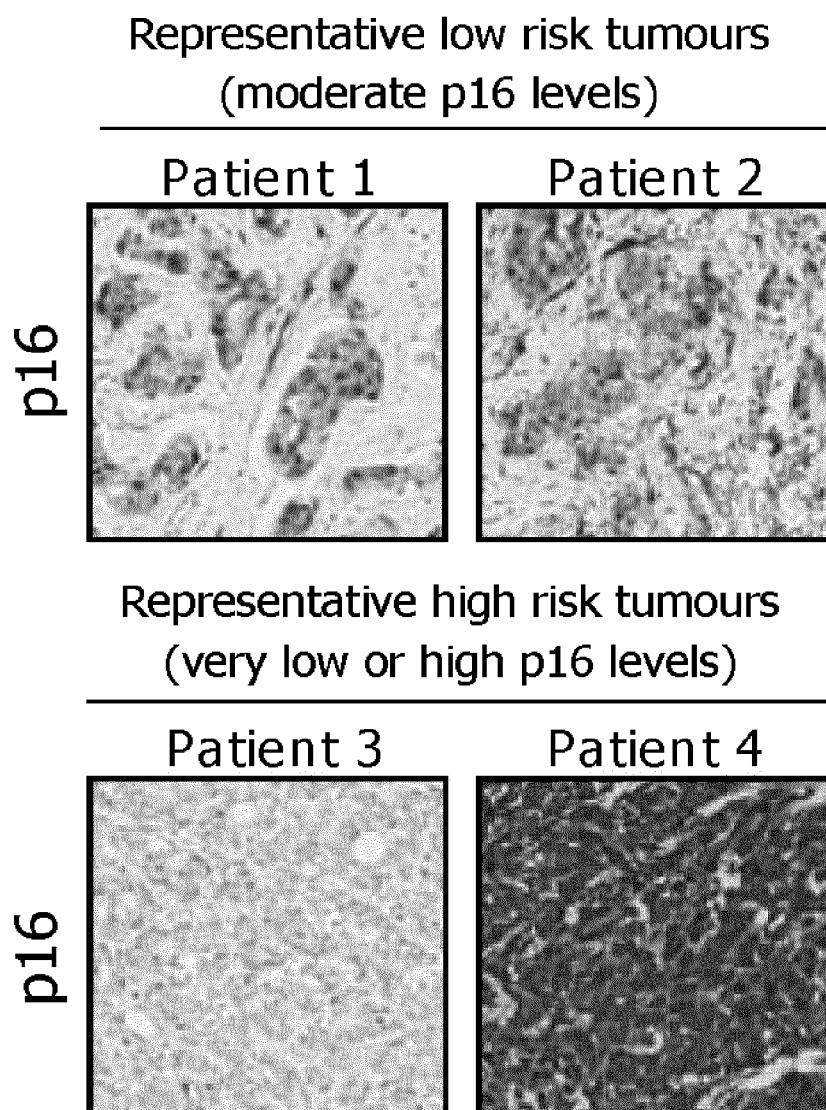 Representative low risk tumours
(moderate p16 levels)
Patient 1 Patient 2
p16
Representative high risk tumours
(very low or high p16 levels)
Patient 3 Patient 4
p16